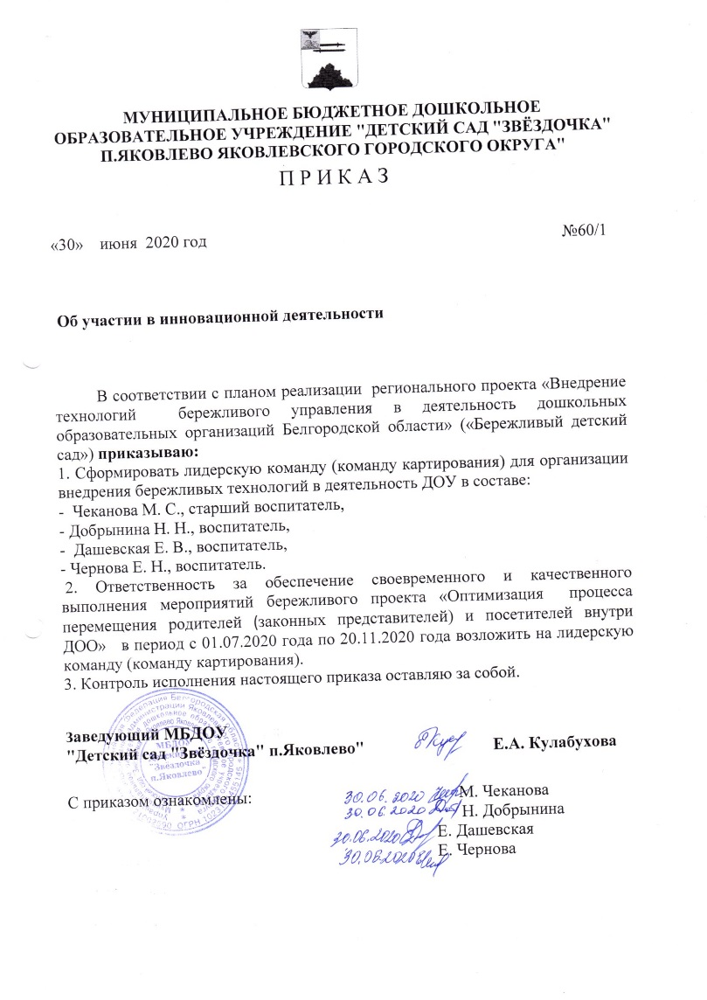 МУНИЦИПАЛЬНОЕ БЮДЖЕТНОЕ ДОШКОЛЬНОЕ
ОБРАЗОВАТЕЛЬНОЕ УЧРЕЖДЕНИЕ "ДЕТСКИЙ САД "ЗВЁЗДОЧКА"
П.ЯКОВЛЕВО ЯКОВЛЕВСКОГО ГОРОДСКОГО ОКРУГА"
П Р И К А З
«30» июня 2020 год №60/1
Об участии в инновационной деятельности
В соответствии с планом реализации регионального проекта «Внедрение
технологий бережливого управления в деятельность дошкольных
образовательных организаций Белгородской области» («Бережливый детский
сад») приказываю:
1. Сформировать лидерскую команду (команду картирования) для организации
внедрения бережливых технологий в деятельность ДОУ в составе:
- Чеканова М. С., старший воспитатель,
- Добрынина Н. Н., воспитатель,
- Дашевская Е. В., воспитатель,
- Чернова Е. Н., воспитатель.
2. Ответственность за обеспечение своевременного и качественного
выполнения мероприятий бережливого проекта «Оптимизация процесса
перемещения родителей (законных представителей) и посетителей внутри
ДОО» в период с 01.07.2020 года по 20.11.2020 года возложить на лидерскую
команду (команду картирования).
3. Контроль исполнения настоящего приказа оставляю за собой.
Заведующий МБДОУ
"Детский сад "Звёздочка" п.Яковлево" Е.А. Кулабухова
МБДОУ
"Звёздочка
п.Яковлево"
С приказом ознакомлены: 30.06.2020 М. Чеканова
30.06.2020 Н. Добрынина
30.06.2020 Е. Дашевская
30.06.2020 Е. Чернова